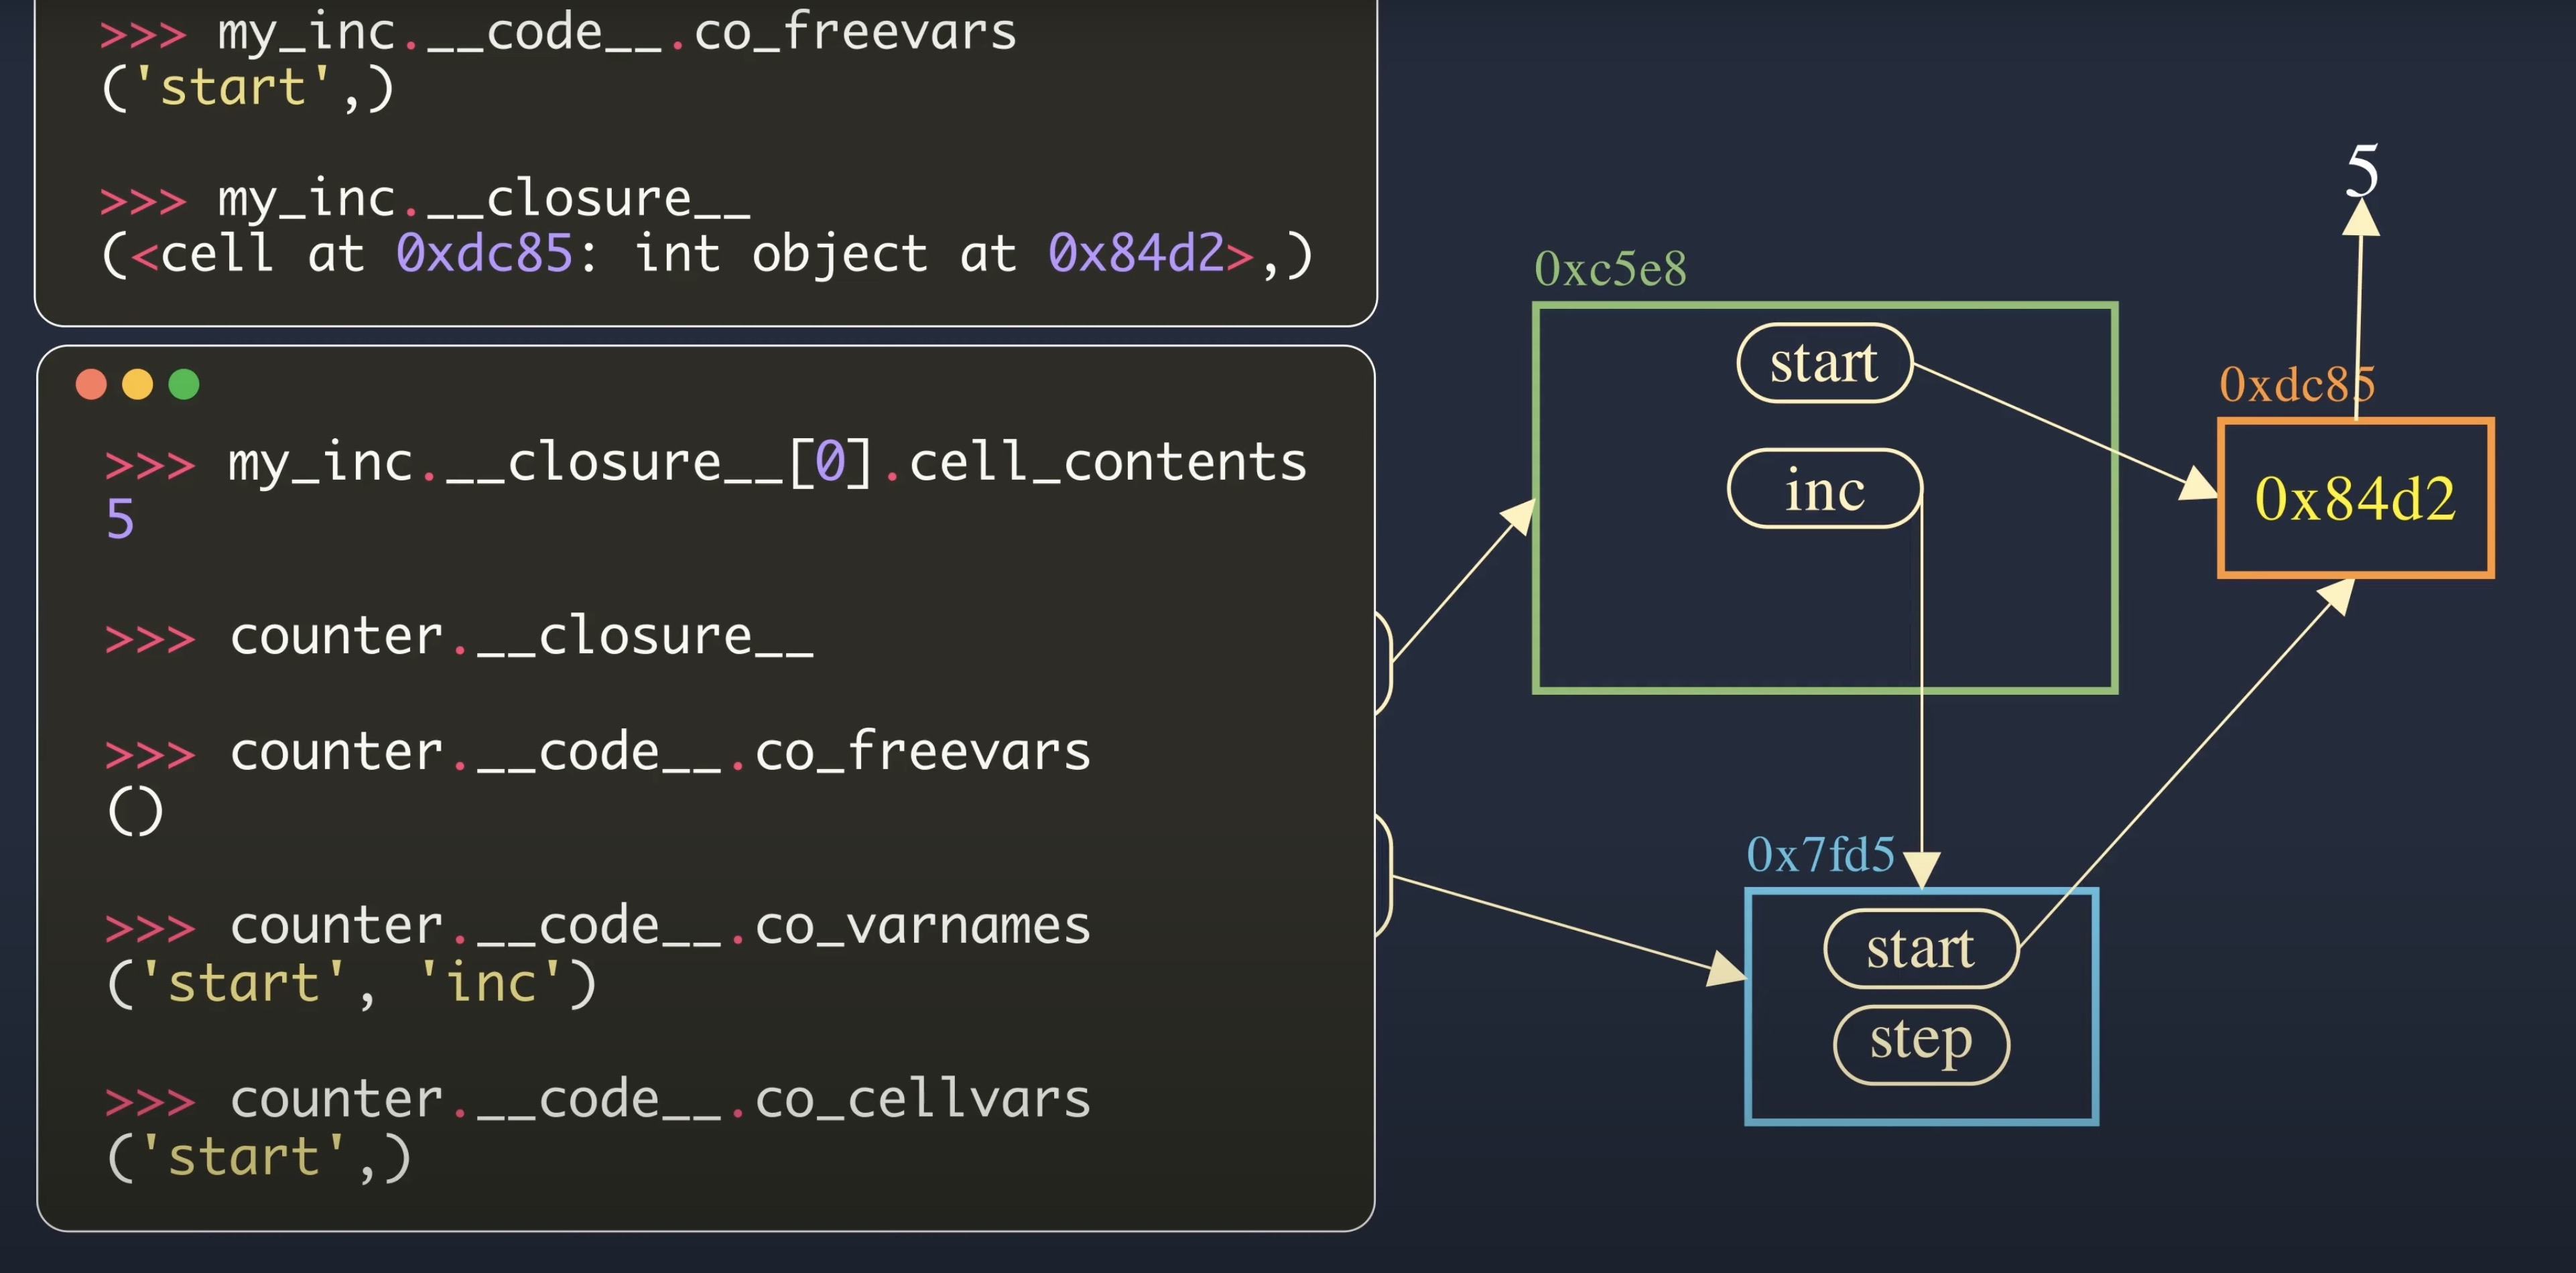 >>> my_inc.__code__.co_freevars
('start',)
>>> my_inc.__closure__
(<cell at 0xdc85: int object at 0x84d2>,)
>>> my_inc.__closure__[0].cell_contents
5
>>> counter.__closure__
>>> counter.__code__.co_freevars
()
>>> counter.__code__.co_varnames
('start', 'inc')
>>> counter.__code__.co_cellvars
('start',)
5
0xc5e8
start
inc
0xdc85
0x84d2
0x7fd5
start
step